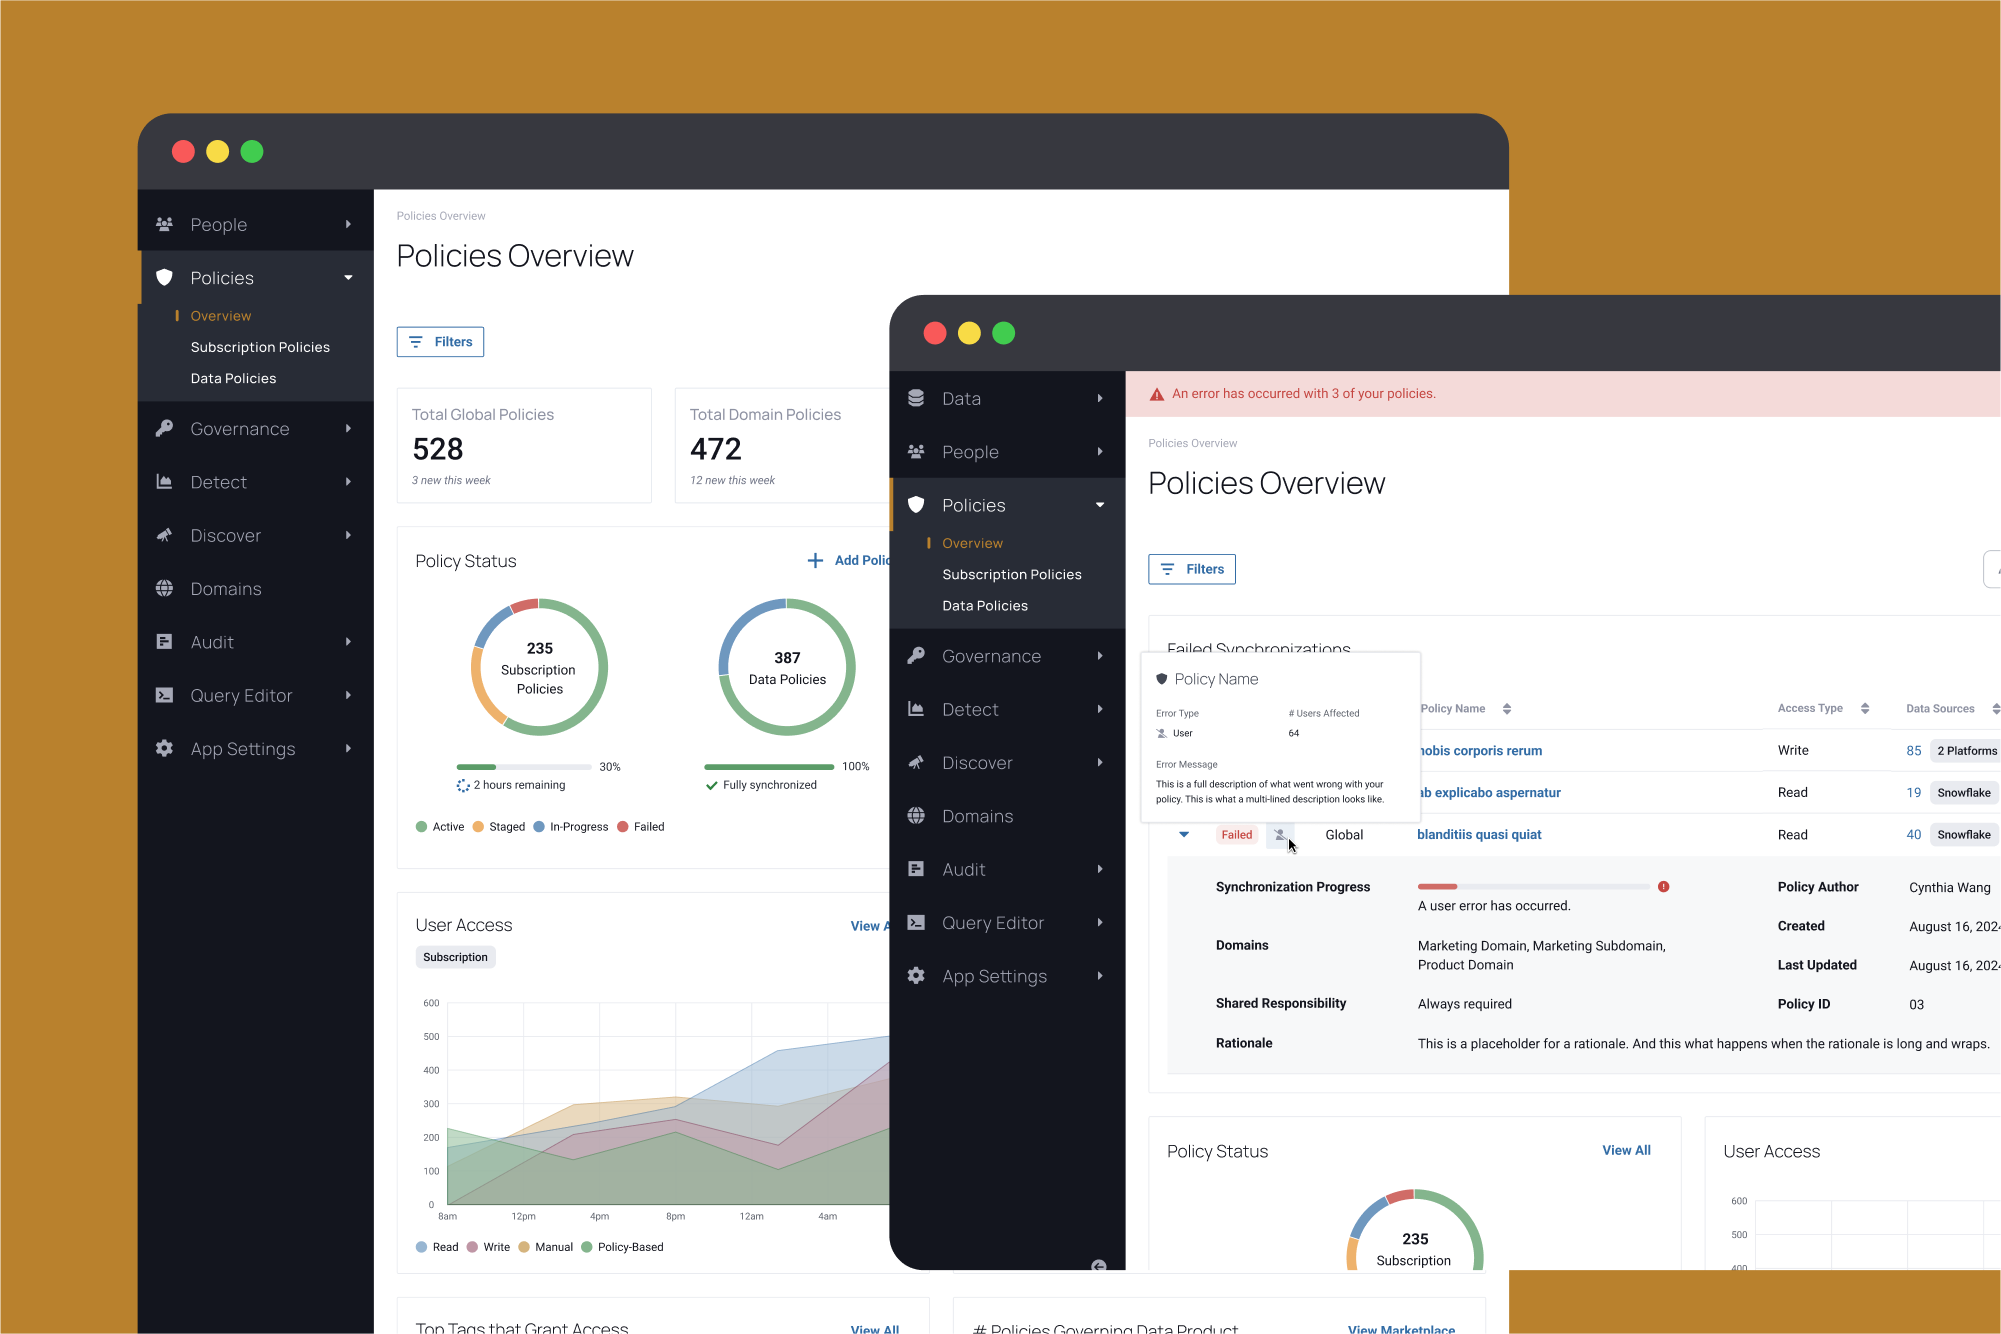 People
Policies
Overview
Subscription Policies
Data Policies
Governance
Detect
Discover
Domains
Audit
Query Editor
App Settings
Policies Overview
Policies Overview
Filters
Total Global Policies
528
3 new this week
Total Domain Policies
472
12 new this week
Policy Status
Add Polic
235
Subscription
Policies
30%
2 hours remaining
387
Data Policies
100%
Fully synchronized
Active Staged In-Progress Failed
User Access
View A
Subscription
600
500
400
300
200
100
0
8am 12pm 4pm 8pm 12am 4am
Read Write Manual Policy-Based
Top Tags that Grant Access
View All
# Policies Governing Data Product
View Marketplace
Data
People
Policies
Overview
Subscription Policies
Data Policies
Governance
Detect
Discover
Domains
Audit
Query Editor
App Settings
An error has occurred with 3 of your policies.
Policies Overview
Policies Overview
Filters
Failed Synchronizations
Policy Name
Error Type # Users Affected
User 64
Error Message
This is a full description of what went wrong with your
policy. This is what a multi-lined description looks like.
Policy Name Access Type Data Sources
nobis corporis rerum Write 85 2 Platforms
ab explicabo aspernatur Read 19 Snowflake
Failed Global blanditiis quasi quiat Read 40 Snowflake
Synchronization Progress
A user error has occurred.
Policy Author Cynthia Wang
Created August 16, 202
Domains Marketing Domain, Marketing Subdomain,
Product Domain
Last Updated August 16, 202
Shared Responsibility Always required
Policy ID 03
Rationale This is a placeholder for a rationale. And this what happens when the rationale is long and wraps.
Policy Status
View All
235
Subscription
User Access
600
500
400